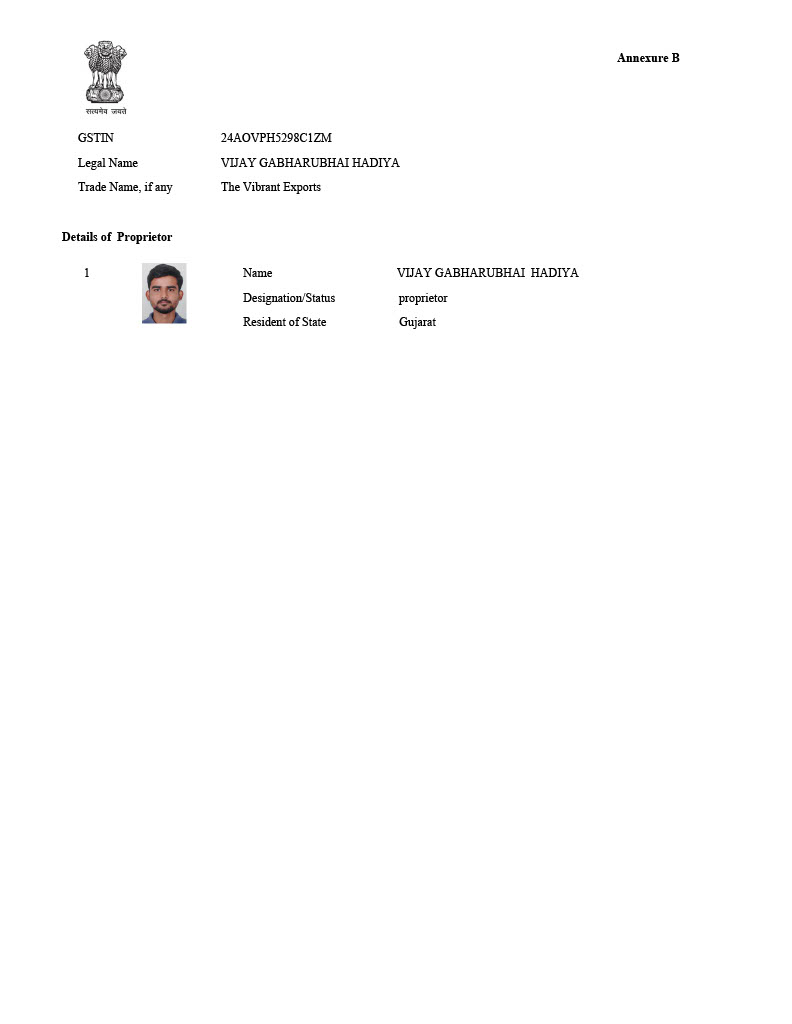 Annexure B
सत्यमेव जयते
GSTIN 24AOVPH5298C1ZM
Legal Name VIJAY GABHARUBHAI HADIYA
Trade Name, if any The Vibrant Exports
Details of Proprietor
1 Name VIJAY GABHARUBHAI HADIYA
Designation/Status proprietor
Resident of State Gujarat